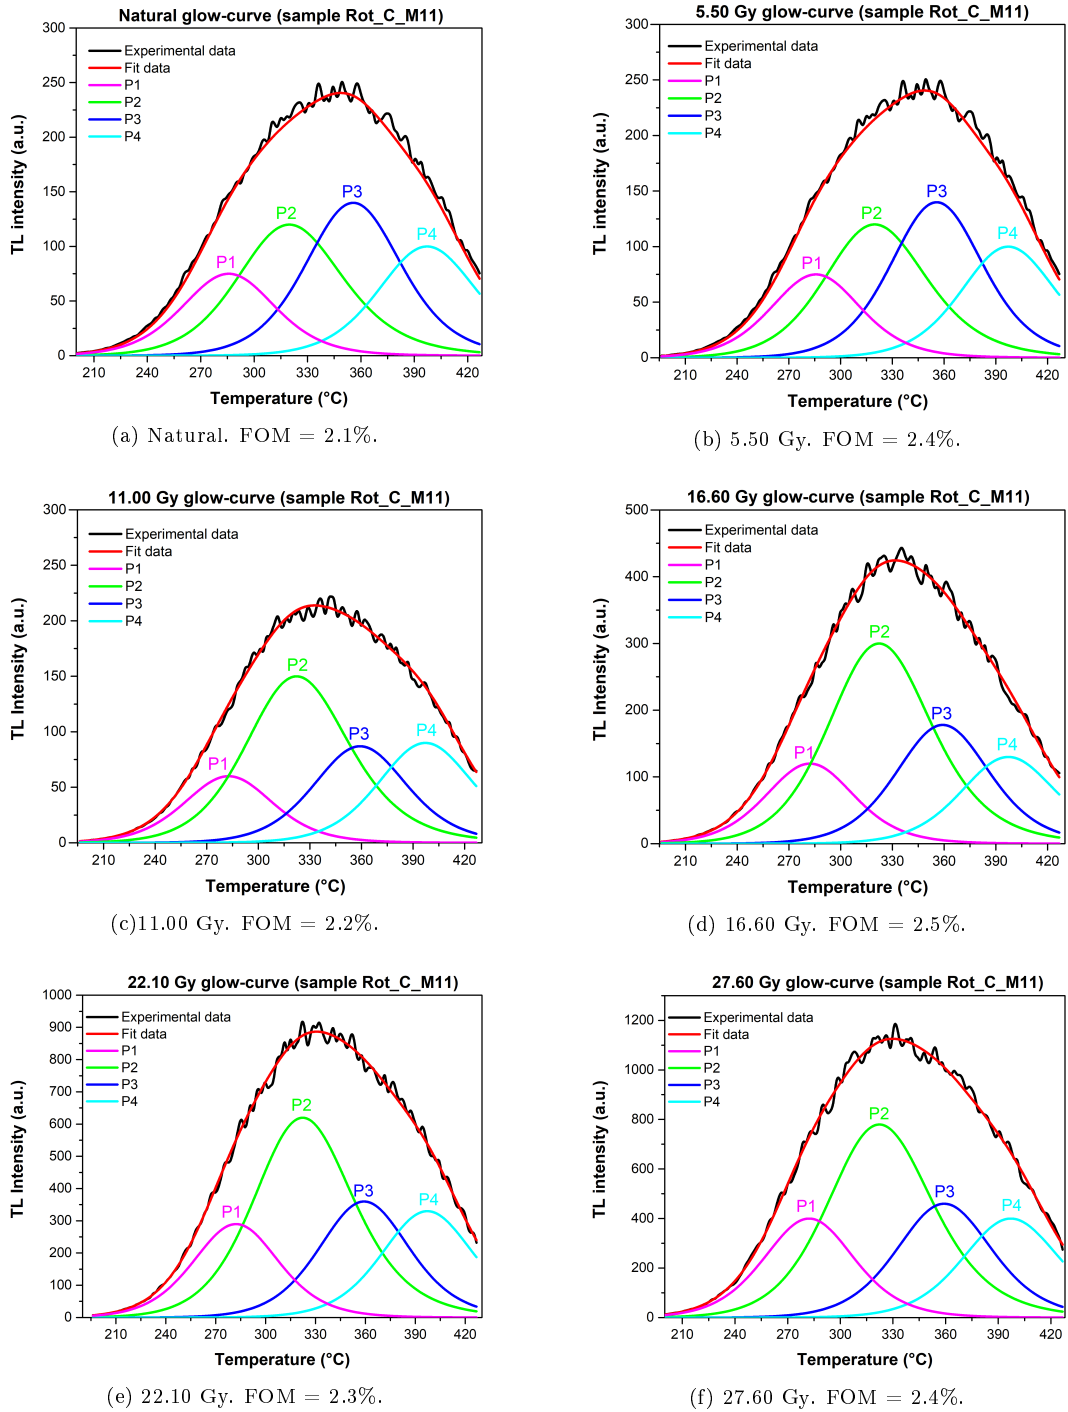 Natural glow-curve (sample Rot_C_M11)
TL intensity (a.u.)
300
250
200
150
100
50
0
Experimental data
Fit data
P1
P2
P3
P4
P1
P2
P3
P4
210 240 270 300 330 360 390 420
Temperature (°C)
(a) Natural. FOM = 2.1%.
5.50 Gy glow-curve (sample Rot_C_M11)
TL intensity (a.u.)
300
250
200
150
100
50
0
Experimental data
Fit data
P1
P2
P3
P4
P1
P2
P3
P4
210 240 270 300 330 360 390 420
Temperature (°C)
(b) 5.50 Gy. FOM = 2.4%.
11.00 Gy glow-curve (sample Rot_C_M11)
TL Intensity (a.u.)
300
250
200
150
100
50
0
Experimental data
Fit data
P1
P2
P3
P4
P1
P2
P3
P4
210 240 270 300 330 360 390 420
Temperature (°C)
(c)11.00 Gy. FOM = 2.2%.
16.60 Gy glow-curve (sample Rot_C_M11)
TL Intensity (a.u.)
500
400
300
200
100
0
Experimental data
Fit data
P1
P2
P3
P4
P1
P2
P3
P4
210 240 270 300 330 360 390 420
Temperature (°C)
(d) 16.60 Gy. FOM = 2.5%.
22.10 Gy glow-curve (sample Rot_C_M11)
TL Intensity (a.u.)
1000
900
800
700
600
500
400
300
200
100
0
Experimental data
Fit data
P1
P2
P3
P4
P1
P2
P3
P4
210 240 270 300 330 360 390 420
Temperature (°C)
(e) 22.10 Gy. FOM = 2.3%.
27.60 Gy glow-curve (sample Rot_C_M11)
TL intensity (a.u.)
1200
1000
800
600
400
200
0
Experimental data
Fit data
P1
P2
P3
P4
P1
P2
P3
P4
210 240 270 300 330 360 390 420
Temperature (°C)
(f) 27.60 Gy. FOM = 2.4%.